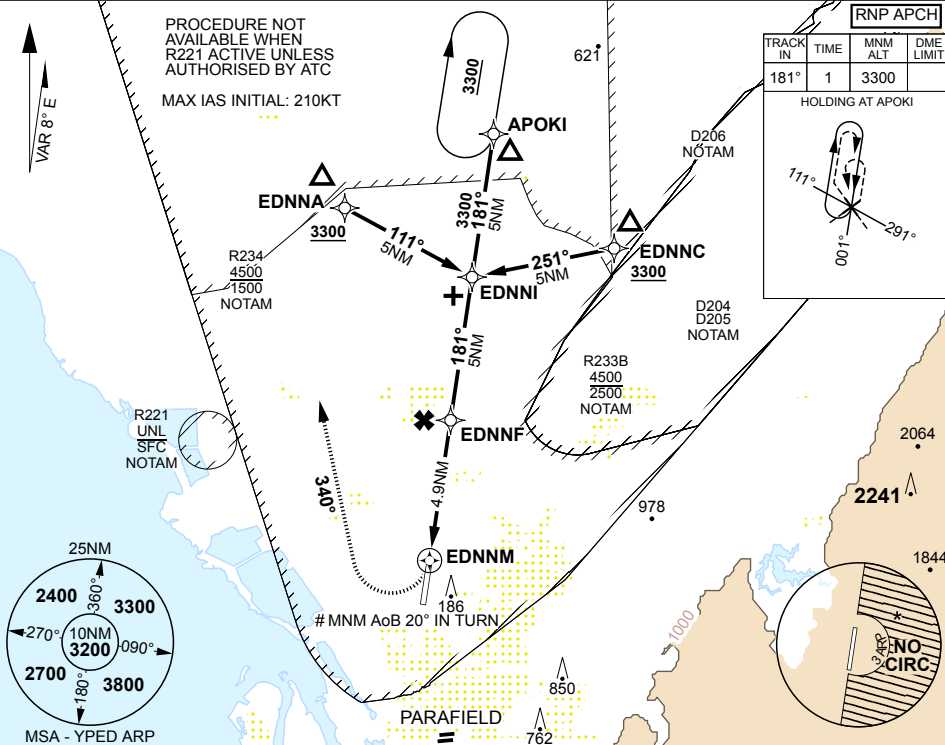 PROCEDURE NOT
AVAILABLE WHEN
R221 ACTIVE UNLESS
AUTHORISED BY ATC
MAX IAS INITIAL: 210KT
VAR 8° E
RNP APCH
TRACK IN TIME MNM ALT DME LIMIT
181° 1 3300
HOLDING AT APOKI
111°
291°
001°
3300
621
APOKI
D206
NOTAM
EDNNA
3300
3300
181°
5NM
111°
5NM
251°
5NM
EDNNC
3300
EDNNI
R234
4500
1500
NOTAM
D204
D205
NOTAM
181°
5NM
R233B
4500
2500
NOTAM
R221
UNL
SFC
NOTAM
EDNNF
2064
340°
4.9NM
2241
978
EDNNM
1844
186
# MNM AoB 20° IN TURN
1000
25NM
2400
360°
3300
270°
10NM
3200
090°
2700
180°
3800
MSA - YPED ARP
*
NO
CIRC
3 ARP
850
PARAFIELD
762